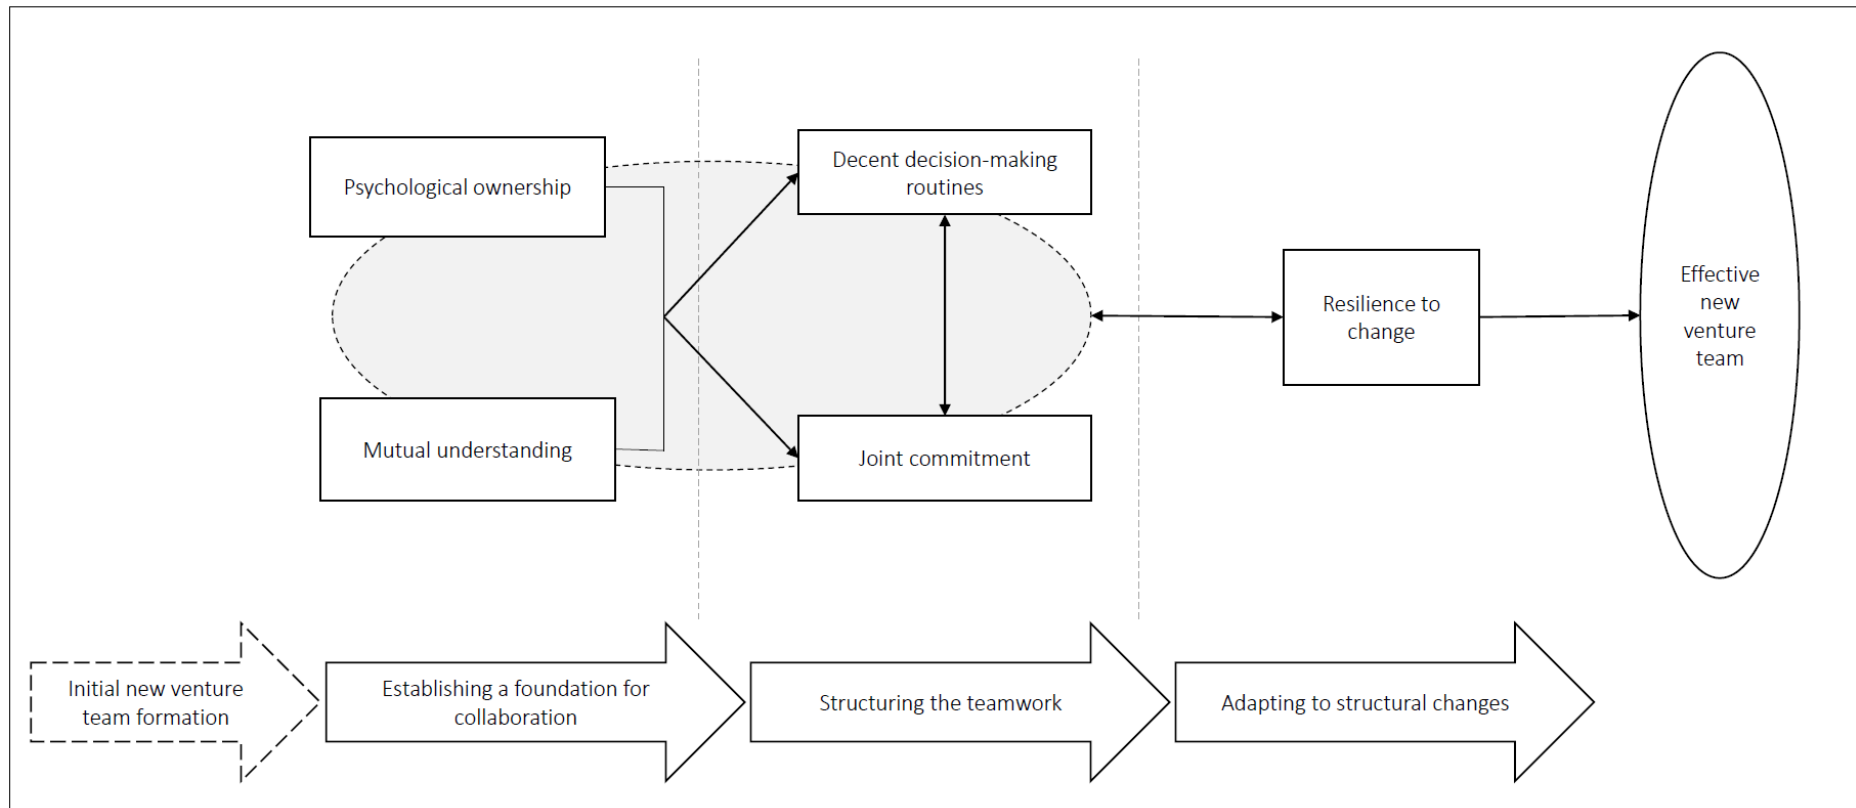 Psychological ownership
Decent decision-making
routines
Mutual understanding
Joint commitment
Resilience to
change
Effective
new
venture
team
Initial new venture
team formation
Establishing a foundation for
collaboration
Structuring the teamwork
Adapting to structural changes